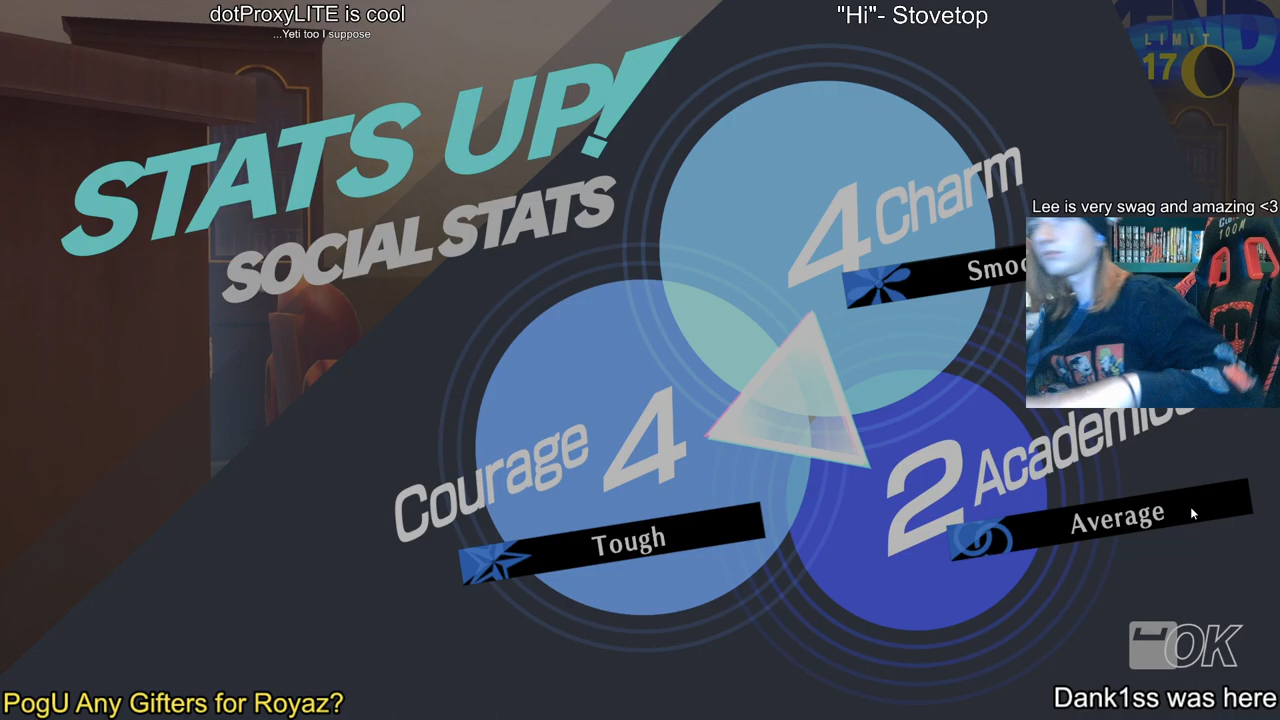 dotProxyLITE is cool
...Yeti too I suppose
"Hi"- Stovetop
LIMIT
17
STATS UP!
SOCIAL STATS
4 Charm
Lee is very swag and amazing <3
Courage 4
Tough
2
Average
OK
PogU Any Gifters for Royaz?
Dank1ss was here